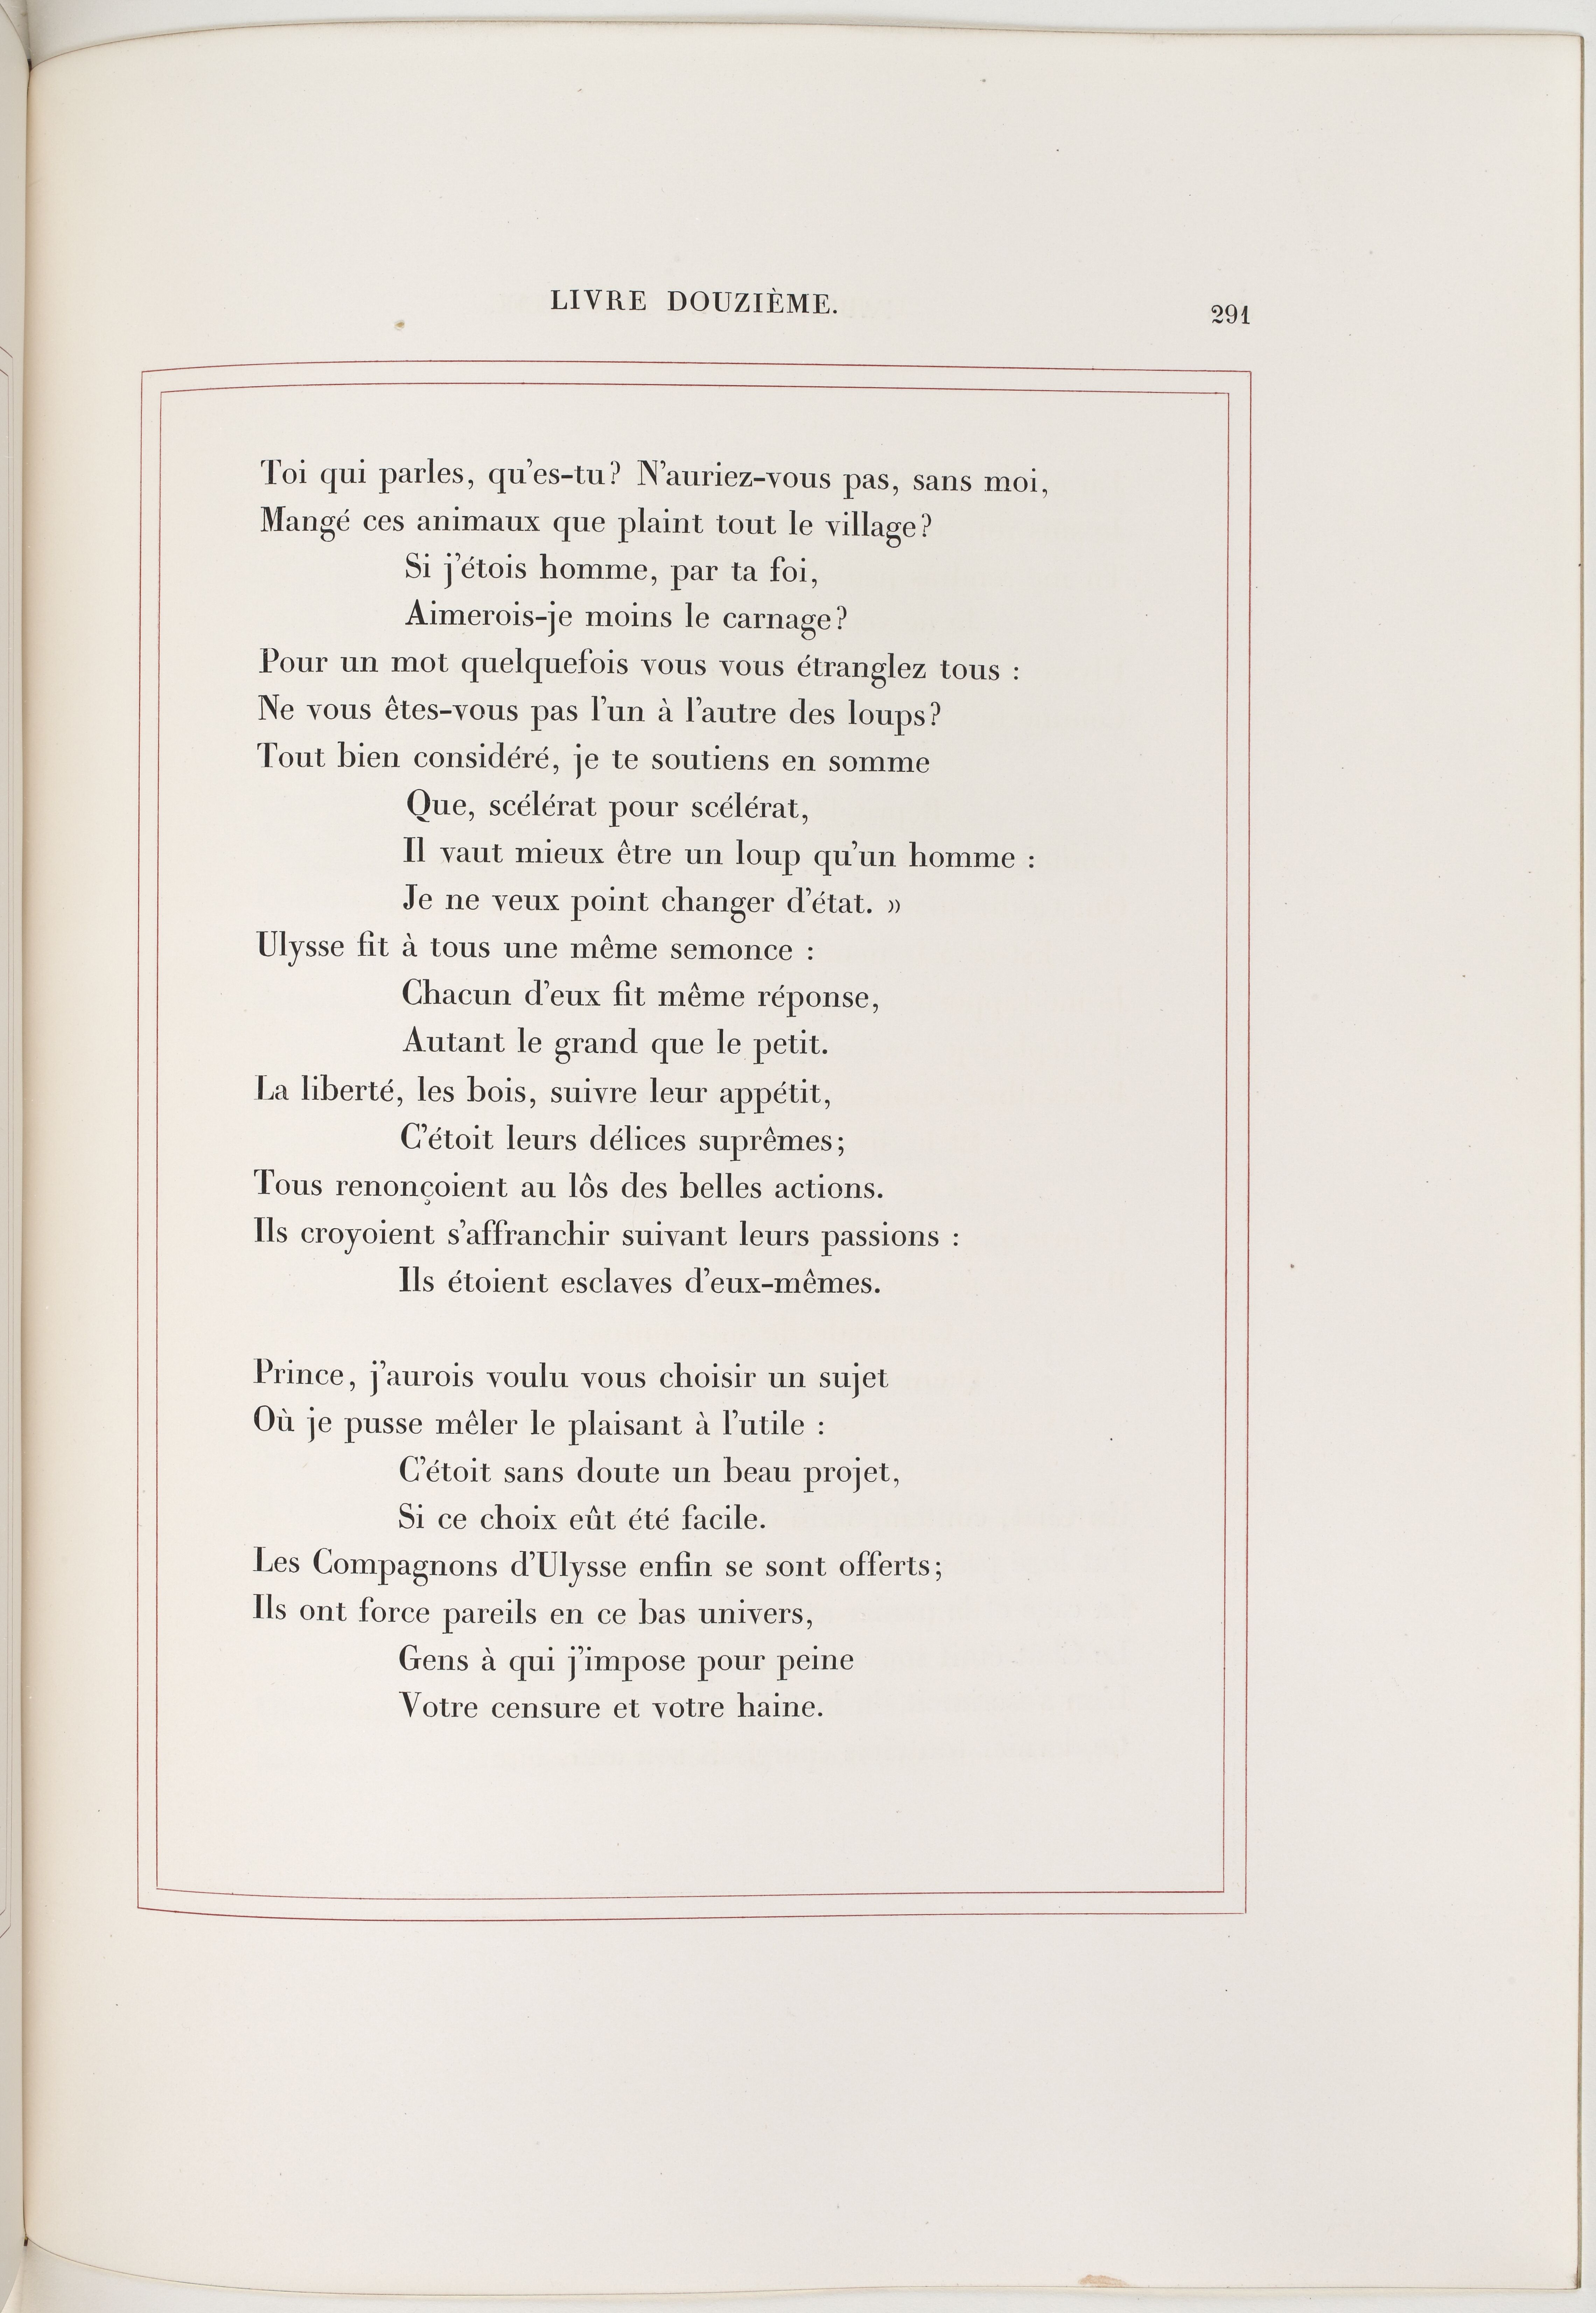 LIVRE DOUZIÈME.
291
Toi qui parles, qu'es-tu? N'auriez-vous pas, sans moi,
Mangé ces animaux que plaint tout le village?
Si j'étois homme, par ta foi,
Aimerois-je moins le carnage?
Pour un mot quelquefois vous vous étranglez tous :
Ne vous êtes-vous pas l'un à l'autre des loups?
Tout bien considéré, je te soutiens en somme
Que, scélérat pour scélérat,
Il vaut mieux être un loup qu'un homme :
Je ne veux point changer d'état. »
Ulysse fit à tous une même semonce :
Chacun d'eux fit même réponse,
Autant le grand que le petit.
La liberté, les bois, suivre leur appétit,
C'étoit leurs délices suprêmes;
Tous renonçoient au lôs des belles actions.
Ils croyoient s'affranchir suivant leurs passions :
Ils étoient esclaves d'eux-mêmes.
Prince, j'aurois voulu vous choisir un sujet
Où je pusse mêler le plaisant à l'utile :
C'étoit sans doute un beau projet,
Si ce choix eût été facile.
Les Compagnons d'Ulysse enfin se sont offerts;
Ils ont force pareils en ce bas univers,
Gens à qui j'impose pour peine
Votre censure et votre haine.